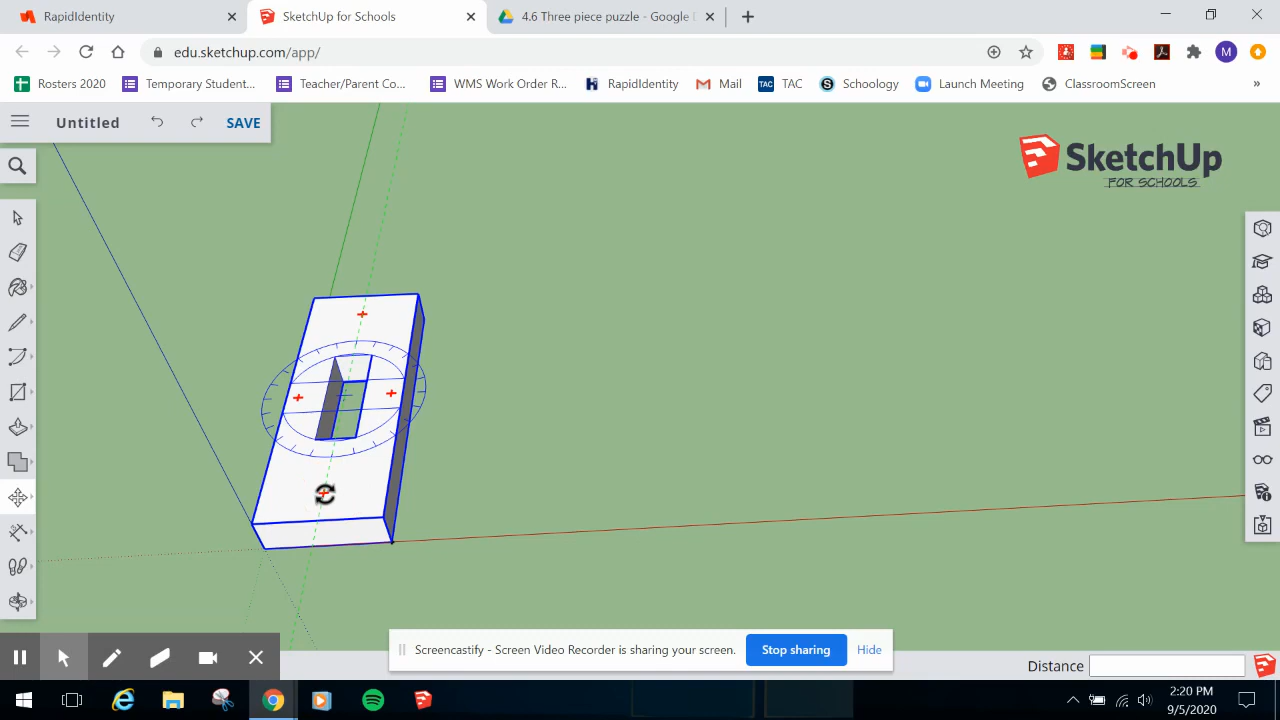 RapidIdentity
SketchUp for Schools
4.6 Three piece puzzle - Google
edu.sketchup.com/app/
M
Rosters 2020
Temporary Student...
Teacher/Parent Co...
WMS Work Order R...
RapidIdentity
Mail
TAC
TAC
Schoology
Launch Meeting
ClassroomScreen
»
Untitled
SAVE
SketchUp
FOR SCHOOLS
Screencastify - Screen Video Recorder is sharing your screen.
Stop sharing
Hide
Distance
2:20 PM
9/5/2020